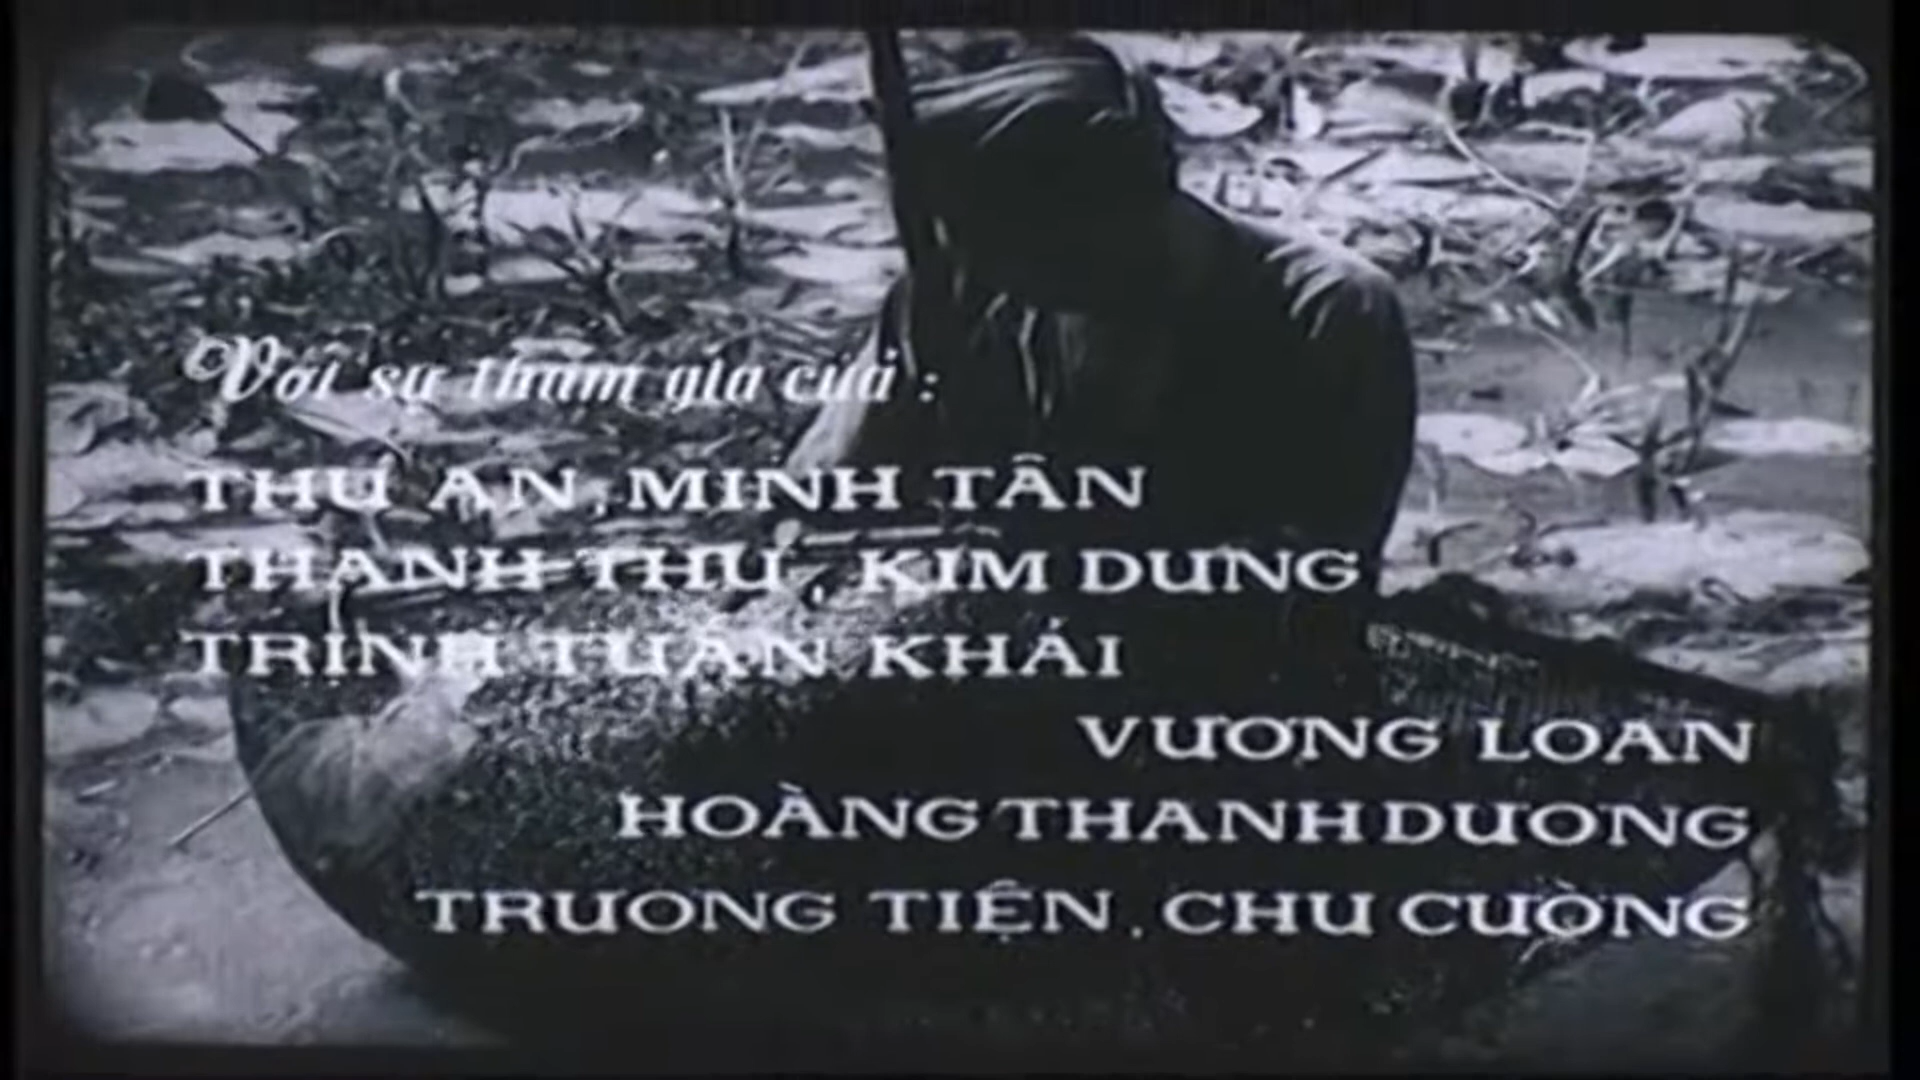 Với sự tham gia của :
THU AN, MINH TÂN
THANH THU, KIM DUNG
TRỊNH TUẤN KHẢI
VƯƠNG LOAN
HOÀNG THANH DƯƠNG
TRƯƠNG TIỆN, CHU CƯỜNG